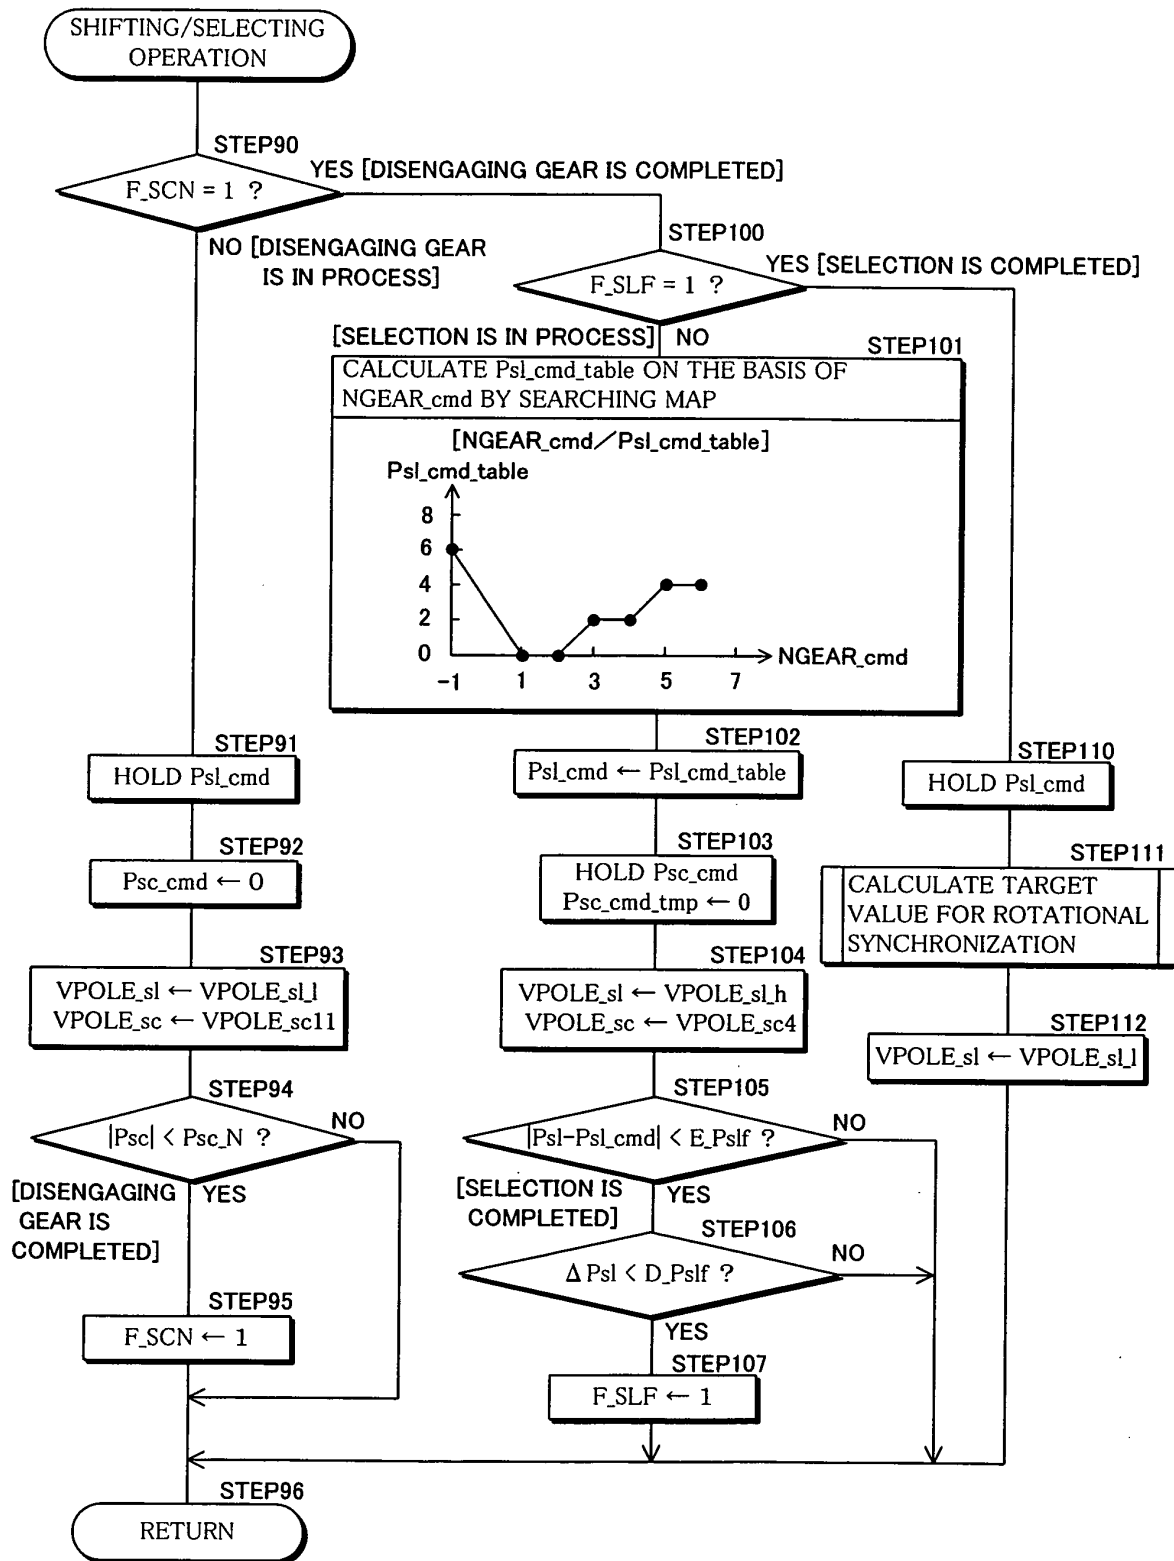 SHIFTING/SELECTING
OPERATION
STEP90
F_SCN = 1 ?
YES [DISENGAGING GEAR IS COMPLETED]
NO [DISENGAGING GEAR
IS IN PROCESS]
STEP100
F_SLF = 1 ?
YES [SELECTION IS COMPLETED]
[SELECTION IS IN PROCESS] NO
STEP101
CALCULATE Psl_cmd_table ON THE BASIS OF
NGEAR_cmd BY SEARCHING MAP
[NGEAR_cmd/Psl_cmd_table]
Psl_cmd_table
8
6
4
2
0
NGEAR_cmd
-1 1 3 5 7
STEP91
HOLD Psl_cmd
STEP92
Psc_cmd ← 0
STEP93
VPOLE_sl ← VPOLE_sl_l
VPOLE_sc ← VPOLE_sc11
STEP94
|Psc| < Psc_N ?
NO
[DISENGAGING
GEAR IS
COMPLETED]
YES
STEP95
F_SCN ← 1
STEP96
RETURN
STEP102
Psl_cmd ← Psl_cmd_table
STEP103
HOLD Psc_cmd
Psc_cmd_tmp ← 0
STEP104
VPOLE_sl ← VPOLE_sl_h
VPOLE_sc ← VPOLE_sc4
STEP105
|Psl-Psl_cmd| < E_Pslf ?
NO
[SELECTION IS
COMPLETED]
YES
STEP106
Δ Psl < D_Pslf ?
NO
YES
STEP107
F_SLF ← 1
STEP110
HOLD Psl_cmd
STEP111
CALCULATE TARGET
VALUE FOR ROTATIONAL
SYNCHRONIZATION
STEP112
VPOLE_sl ← VPOLE_sl_l